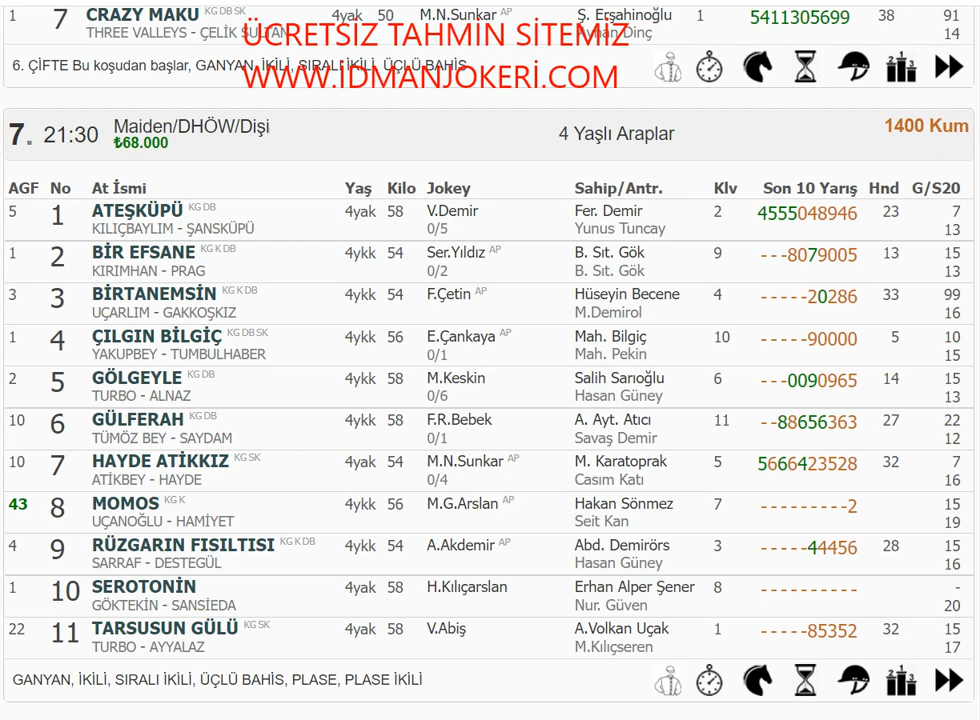 1 7 CRAZY MAKU KG DB SK 4yak 50 M.N.Sunkar AP Ş. Erşahinoğlu 1 5411305699 38 91
THREE VALLEYS - ÇELİK SULTAN Ayhan Dinç 14
ÜCRETSİZ TAHMİN SİTEMİZ
6. ÇİFTE Bu koşudan başlar, GANYAN, İKİLİ, SIRALI İKİLİ, ÜÇLÜ BAHİS
WWW.IDMANJOKERİ.COM
7. 21:30 Maiden/DHÖW/Dişi 4 Yaşlı Araplar 1400 Kum
₺68.000
AGF No At İsmi Yaş Kilo Jokey Sahip/Antr. Klv Son 10 Yarış Hnd G/S20
5 1 ATEŞKÜPÜ KG DB 4yak 58 V.Demir Fer. Demir 2 4555048946 23 7
KILIÇBAYLIM - ŞANSKÜPÜ 0/5 Yunus Tuncay 13
1 2 BİR EFSANE KG K DB 4ykk 54 Ser.Yıldız AP B. Sıt. Gök 9 ---8079005 13 15
KIRIMHAN - PRAG 0/2 B. Sıt. Gök 13
3 3 BİRTANEMSİN KG K DB 4ykk 54 F.Çetin AP Hüseyin Becene 4 -----20286 33 99
UÇARLIM - GAKKOŞKIZ M.Demirol 16
1 4 ÇILGIN BİLGİÇ KG DB SK 4ykk 56 E.Çankaya AP Mah. Bilgiç 10 -----90000 5 10
YAKUPBEY - TUMBULHABER 0/1 Mah. Pekin 15
2 5 GÖLGEYLE KG DB 4ykk 58 M.Keskin Salih Sarıoğlu 6 ---0090965 14 15
TURBO - ALNAZ 0/6 Hasan Güney 13
10 6 GÜLFERAH KG DB 4ykk 58 F.R.Bebek A. Ayt. Atıcı 11 --88656363 27 22
TÜMÖZ BEY - SAYDAM 0/1 Savaş Demir 12
10 7 HAYDE ATİKKIZ KG SK 4yak 54 M.N.Sunkar AP M. Karatoprak 5 5666423528 32 7
ATİKBEY - HAYDE 0/4 Casım Katı 16
43 8 MOMOS KG K 4ykk 56 M.G.Arslan AP Hakan Sönmez 7 ---------2 15
UÇANOĞLU - HAMİYET Seit Kan 19
4 9 RÜZGARIN FISILTISI KG K DB 4ykk 54 A.Akdemir AP Abd. Demirörs 3 -----44456 28 15
SARRAF - DESTEGÜL Hasan Güney 16
1 10 SEROTONİN 4yak 58 H.Kılıçarslan Erhan Alper Şener 8 ---------- -
GÖKTEKİN - SANSİEDA Nur. Güven 20
22 11 TARSUSUN GÜLÜ KG SK 4yak 58 V.Abiş A.Volkan Uçak 1 -----85352 32 15
TURBO - AYYALAZ M.Kılıçseren 17
GANYAN, İKİLİ, SIRALI İKİLİ, ÜÇLÜ BAHİS, PLASE, PLASE İKİLİ